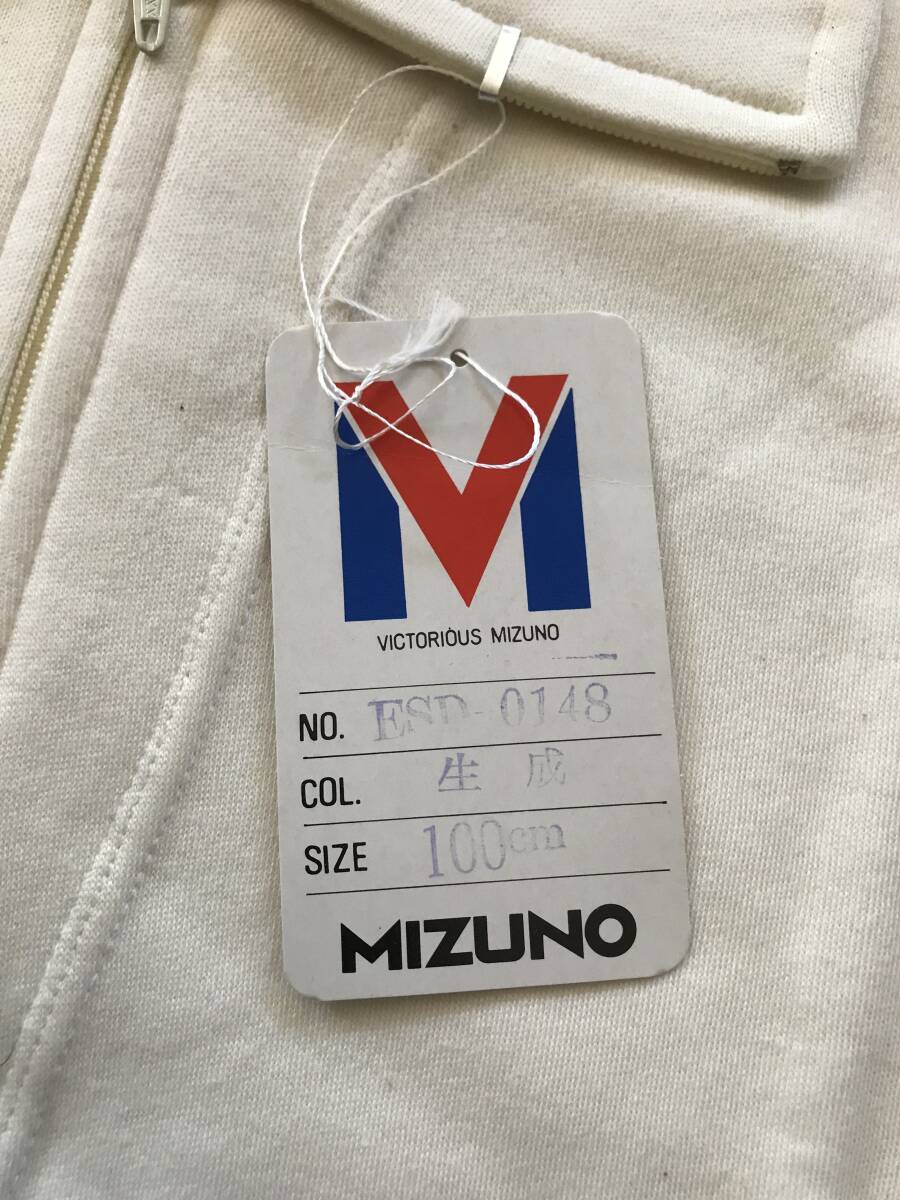 VICTORIOUS MIZUNO
NO. ESD-0148
COL. 生成
SIZE 100cm
MIZUNO